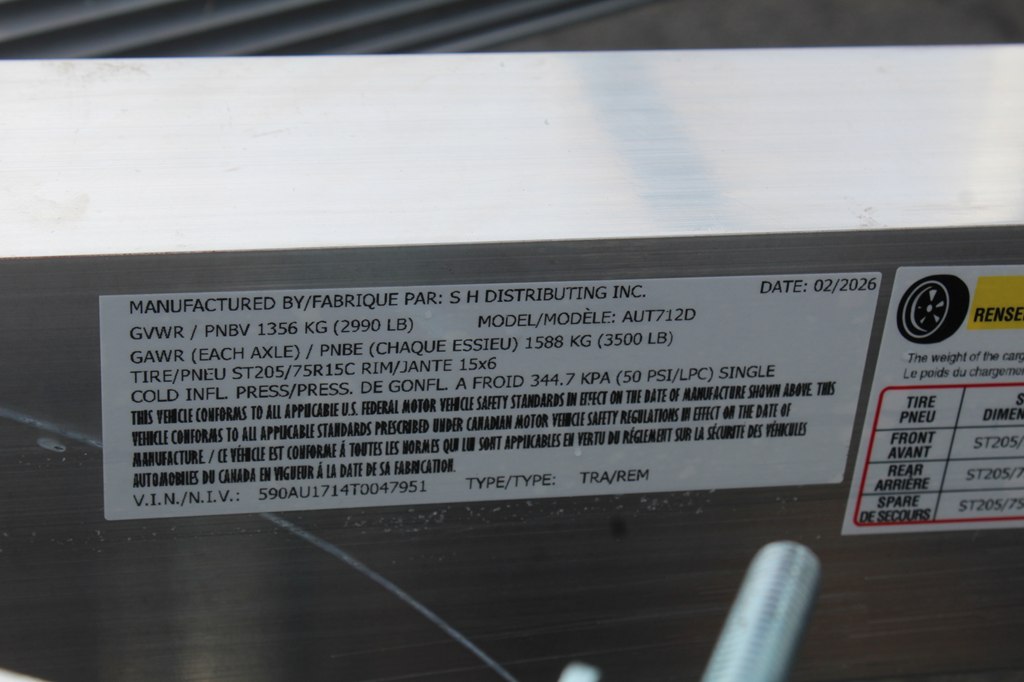 MANUFACTURED BY/FABRIQUE PAR: S H DISTRIBUTING INC. DATE: 02/2026
GVWR / PNBV 1356 KG (2990 LB) MODEL/MODÈLE: AUT712D
GAWR (EACH AXLE) / PNBE (CHAQUE ESSIEU) 1588 KG (3500 LB)
TIRE/PNEU ST205/75R15C RIM/JANTE 15x6
COLD INFL. PRESS/PRESS. DE GONFL. A FROID 344.7 KPA (50 PSI/LPC) SINGLE
THIS VEHICLE CONFORMS TO ALL APPLICABLE U.S. FEDERAL MOTOR VEHICLE SAFETY STANDARDS IN EFFECT ON THE DATE OF MANUFACTURE SHOWN ABOVE. THIS
VEHICLE CONFORMS TO ALL APPLICABLE STANDARDS PRESCRIBED UNDER CANADIAN MOTOR VEHICLE SAFETY REGULATIONS IN EFFECT ON THE DATE OF
MANUFACTURE. / CE VÉHICLE EST CONFORME Á TOUTES LES NORMES QUI LUI SONT APPLICABLES EN VERTU DU RÉGLEMENT SUR LA SÉCURITÉ DES VÉHICULES
AUTOMOBILES DU CANADA EN VIGUEUR Á LA DATE DE SA FABRICATION.
V.I.N./N.I.V.: 590AU1714T0047951 TYPE/TYPE: TRA/REM
RENSE
The weight of the carg
Le poids du chargemen
TIRE S
PNEU DIMEN
FRONT
AVANT ST205/
REAR
ARRIÈRE ST205/7
SPARE
DE SECOURS ST205/75